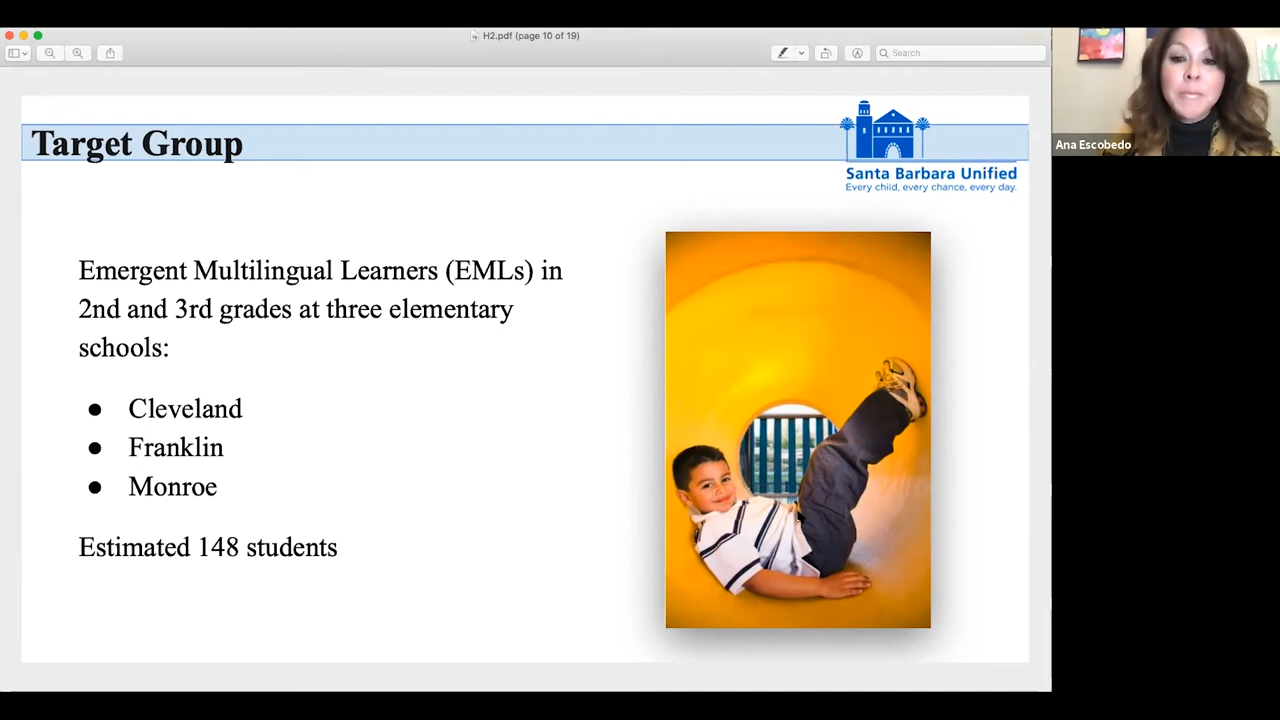 H2.pdf (page 10 of 19)
Search
Target Group
Santa Barbara Unified
Every child, every chance, every day.
Emergent Multilingual Learners (EMLs) in
2nd and 3rd grades at three elementary
schools:
● Cleveland
● Franklin
● Monroe
Estimated 148 students
Ana Escobedo